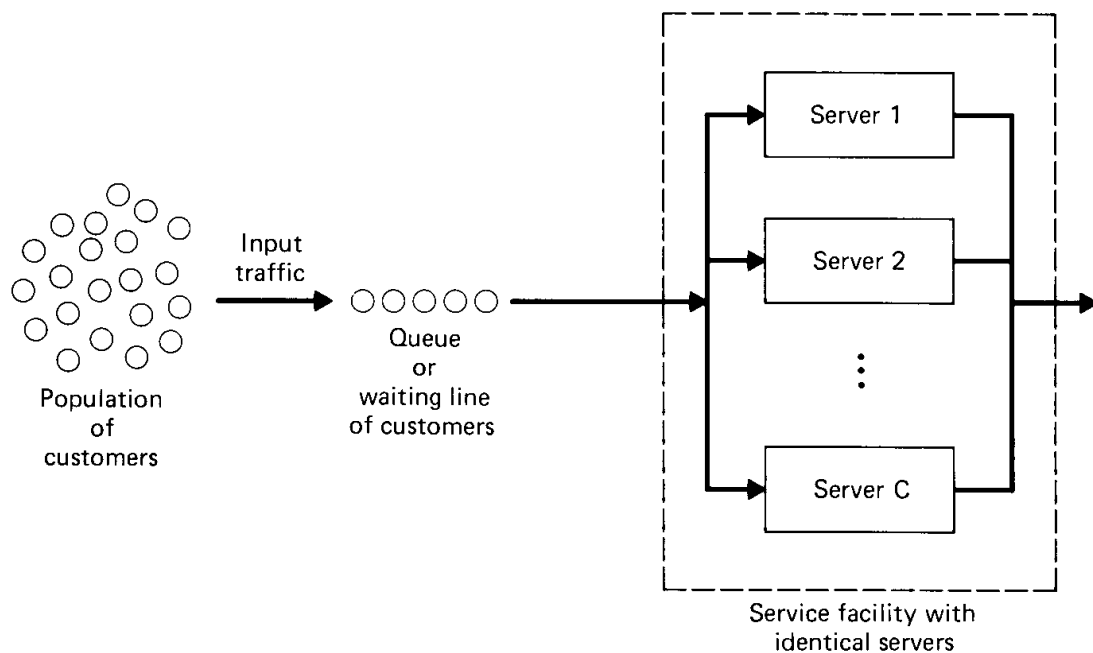 Input
traffic
Population
of
customers
Queue
or
waiting line
of customers
Server 1
Server 2
Server C
Service facility with
identical servers